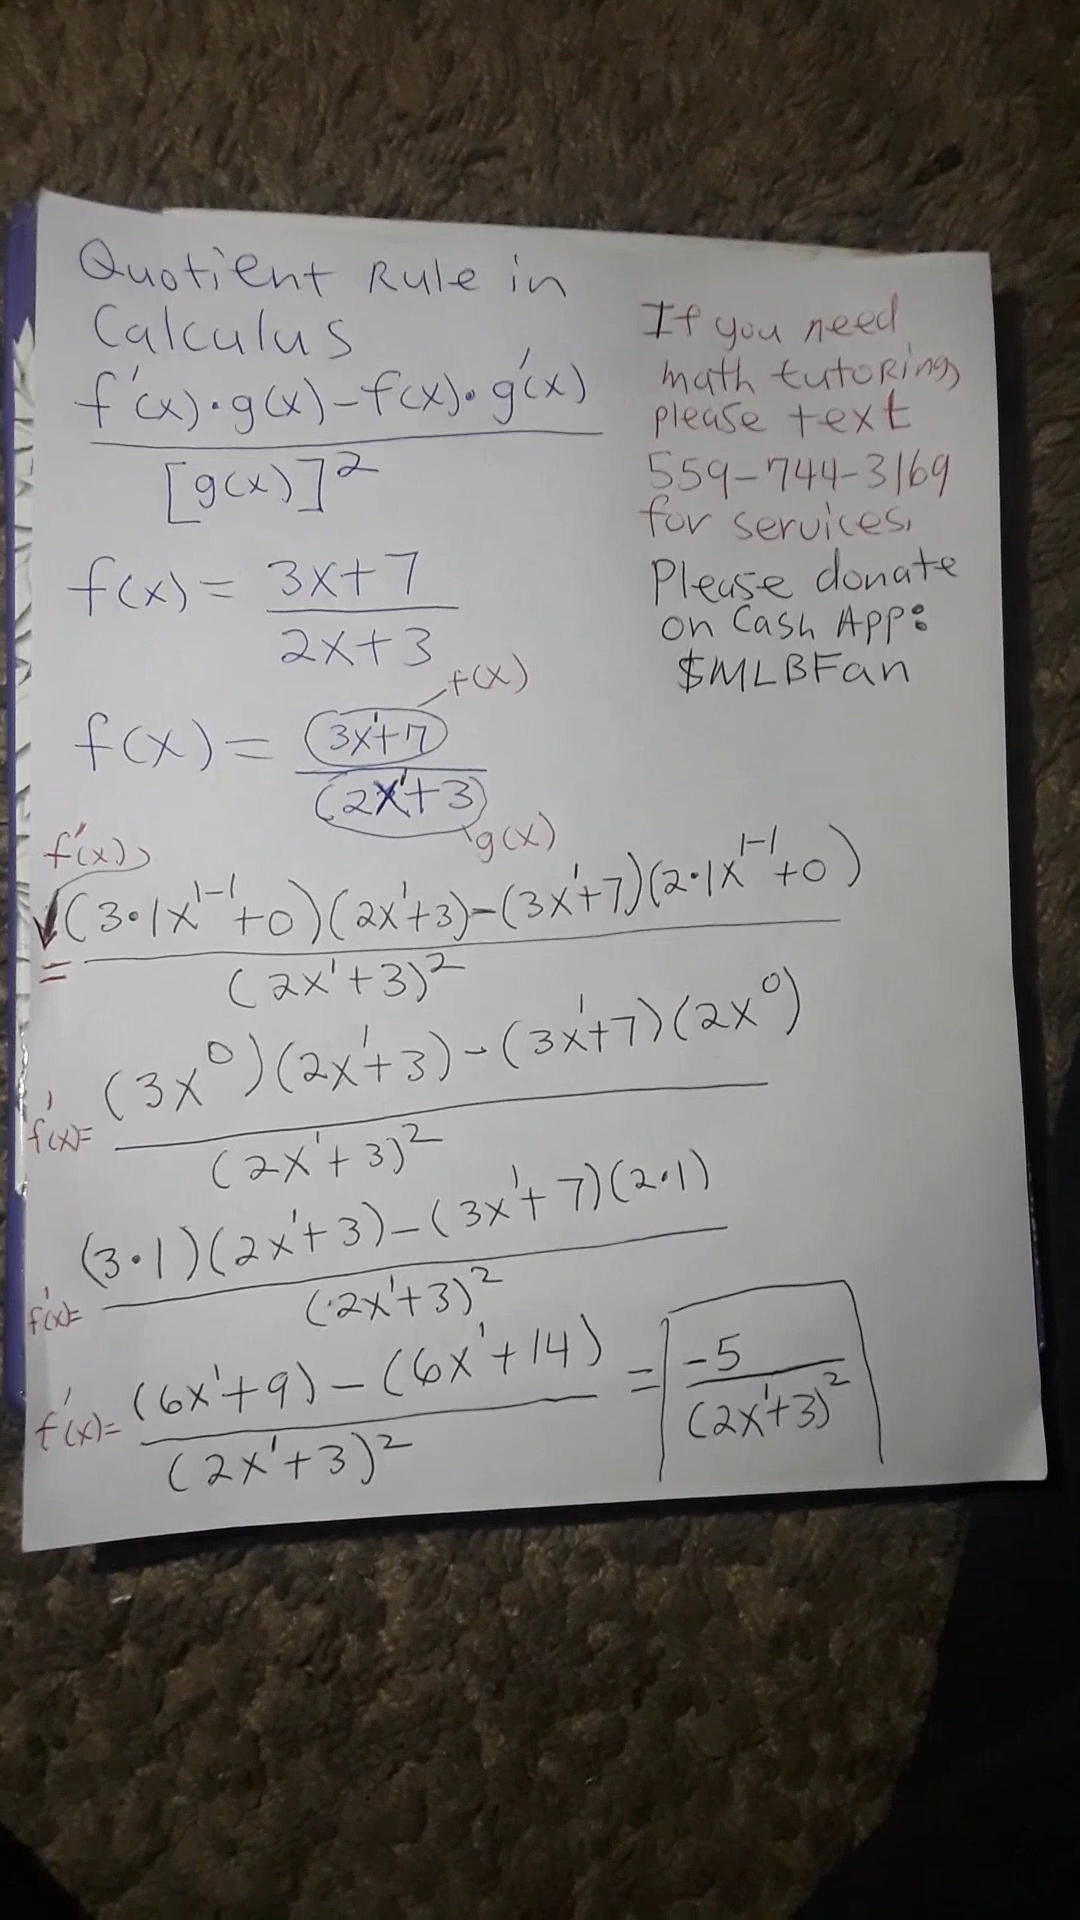 Quotient Rule in
Calculus
f'(x)·g(x)-f(x)·g'(x)
[g(x)]²
f(x)= 3x+7
2x+3
f(x)
f(x)= (3x¹+7)
(2x¹+3)
g(x)
f'(x)
= (3·1x¹⁻¹+0)(2x¹+3)-(3x¹+7)(2·1x¹⁻¹+0)
(2x¹+3)²
f'(x)= (3x⁰)(2x¹+3)-(3x¹+7)(2x⁰)
(2x¹+3)²
f'(x)= (3·1)(2x¹+3)-(3x¹+7)(2·1)
(2x¹+3)²
f'(x)= (6x¹+9)-(6x¹+14) = -5
(2x¹+3)² (2x¹+3)²
If you need
math tutoring,
please text
559-744-3169
for services.
Please donate
on Cash App:
$MLBFan